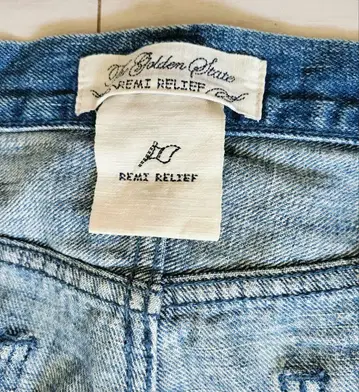 The Golden State
REMI RELIEF
REMI RELIEF